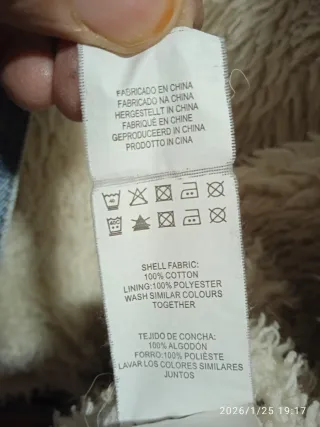 FABRICADO EN CHINA
FABRICADO NA CHINA
HERGESTELLT IN CHINA
FABRIQUÉ EN CHINE
GEPRODUCEERD IN CHINA
PRODOTTO IN CINA
SHELL FABRIC:
100% COTTON
LINING:100% POLYESTER
WASH SIMILAR COLOURS
TOGETHER
TEJIDO DE CONCHA:
100% ALGODÓN
FORRO:100% POLIÉSTE
LAVAR LOS COLORES SIMILARES
JUNTOS
2026/1/25 19:17